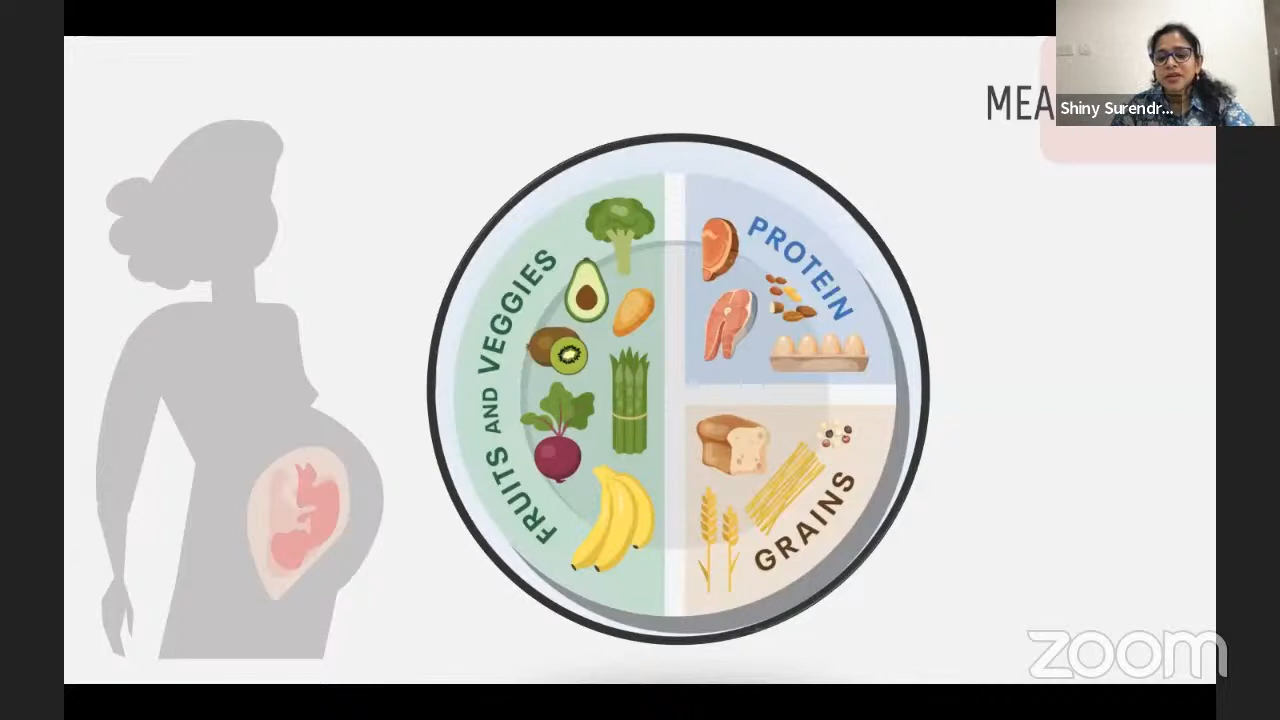 MEA
Shiny Surendr...
FRUITS AND VEGGIES
PROTEIN
GRAINS
zoom